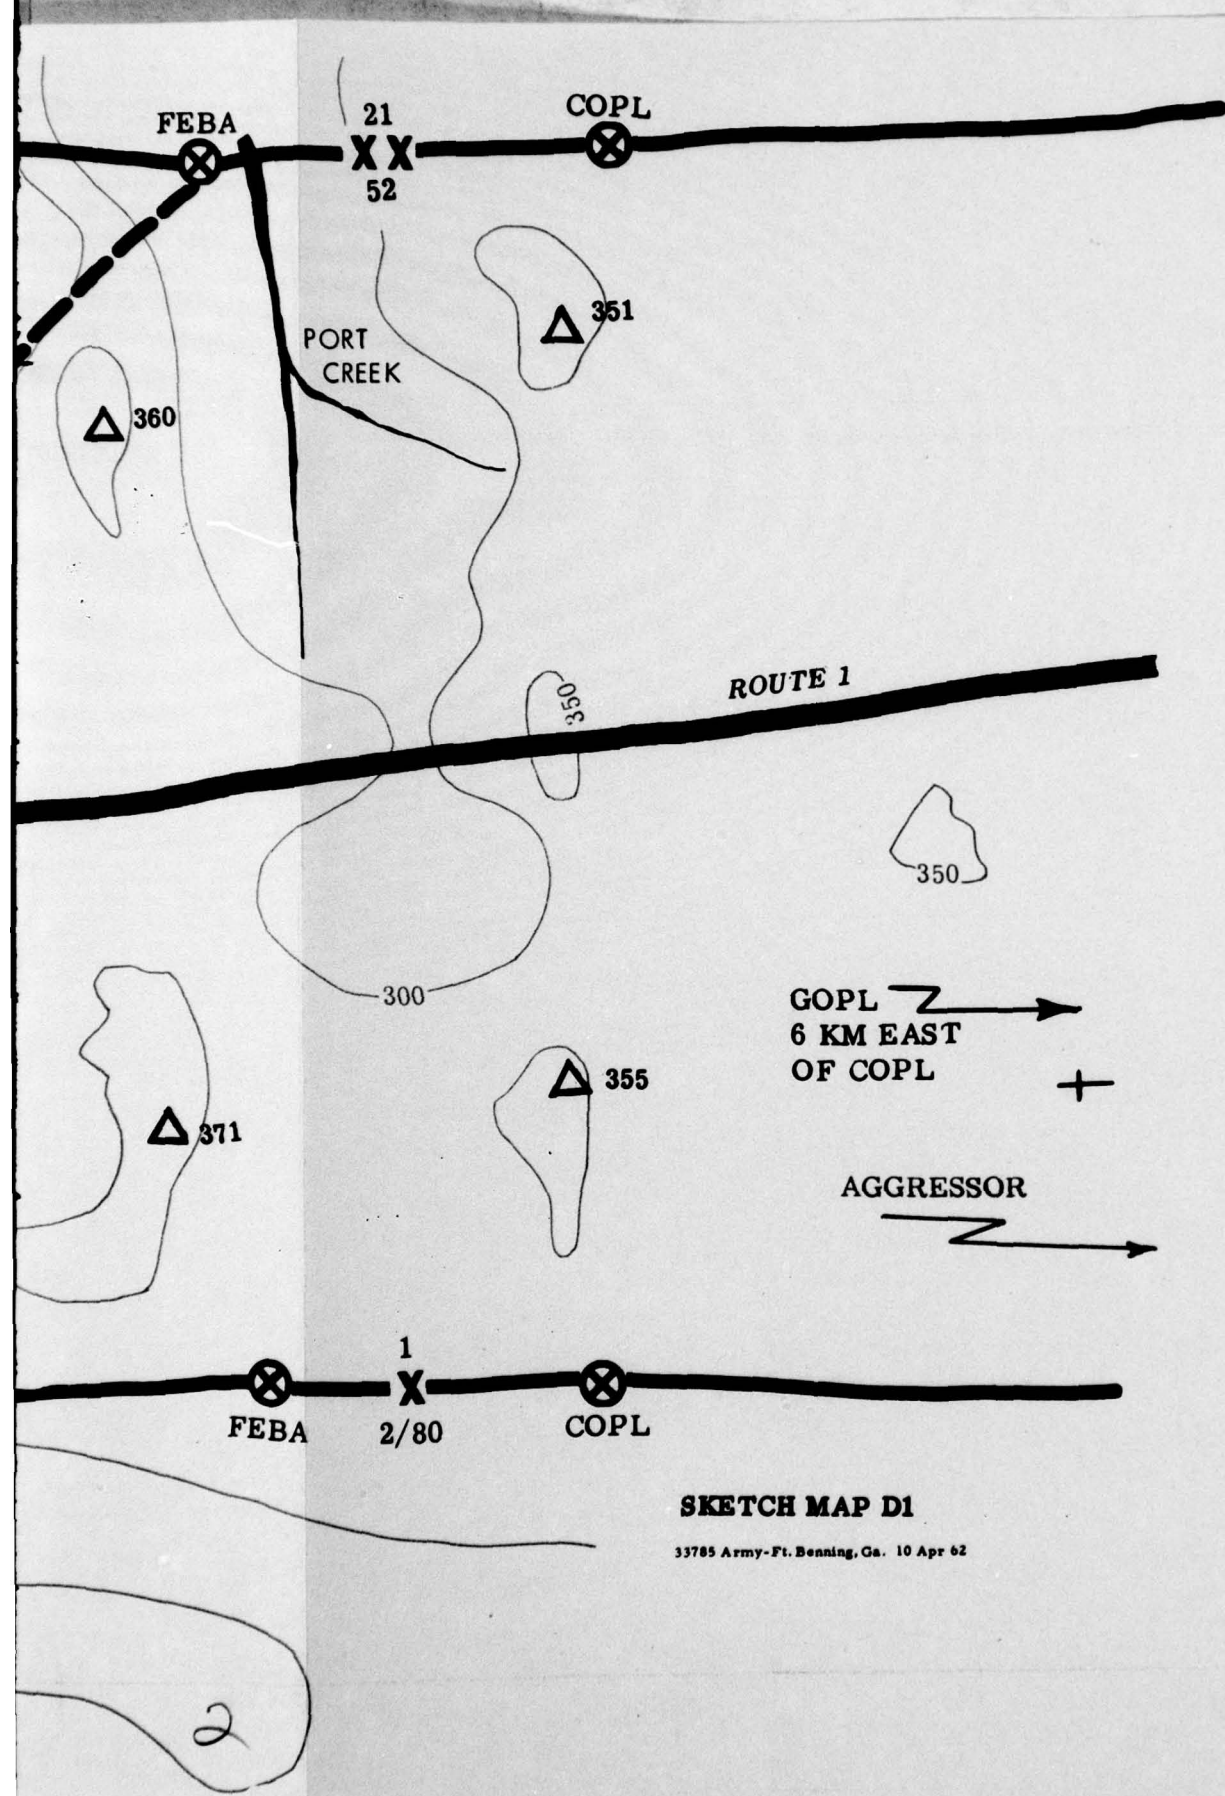 21
FEBA
COPL
52
351
PORT
CREEK
360
ROUTE 1
350
350
300
GOPL
6 KM EAST
OF COPL
355
371
AGGRESSOR
1
FEBA
2/80
COPL
SKETCH MAP D1
33785 Army-Ft. Benning, Ga. 10 Apr 62
2